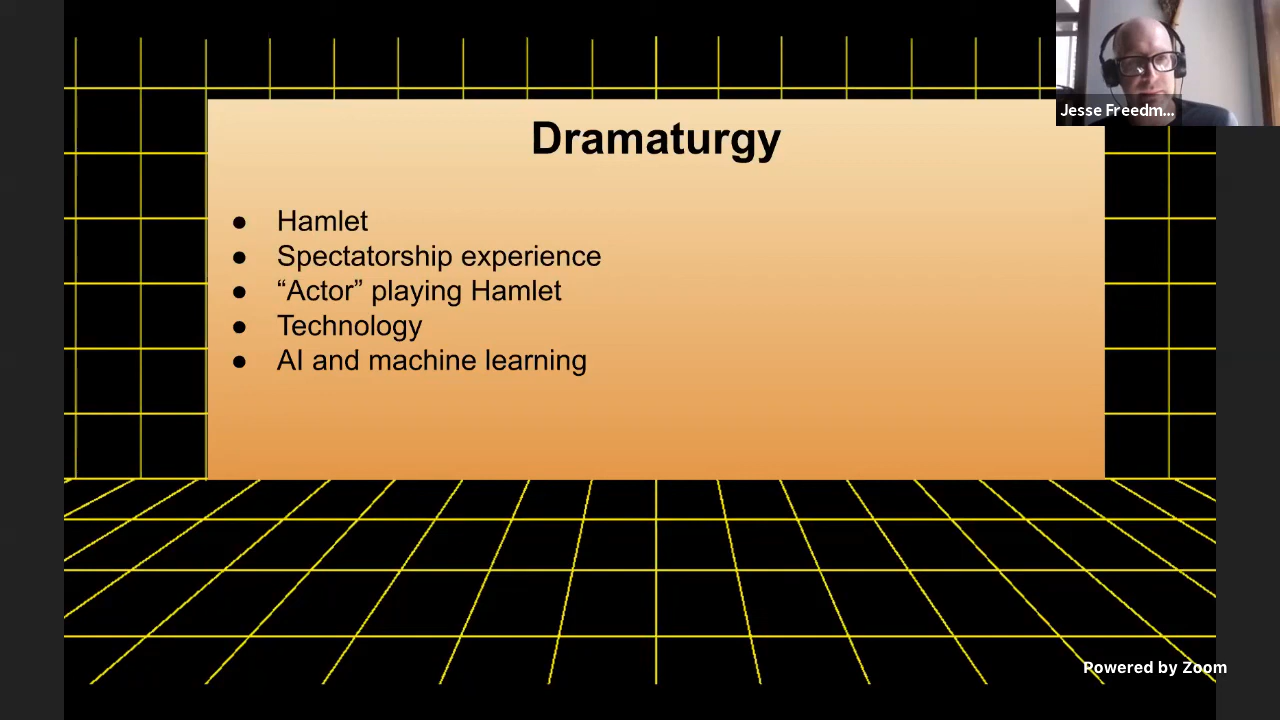 Dramaturgy
Jesse Freedm...
● Hamlet
● Spectatorship experience
● “Actor” playing Hamlet
● Technology
● AI and machine learning
Powered by Zoom